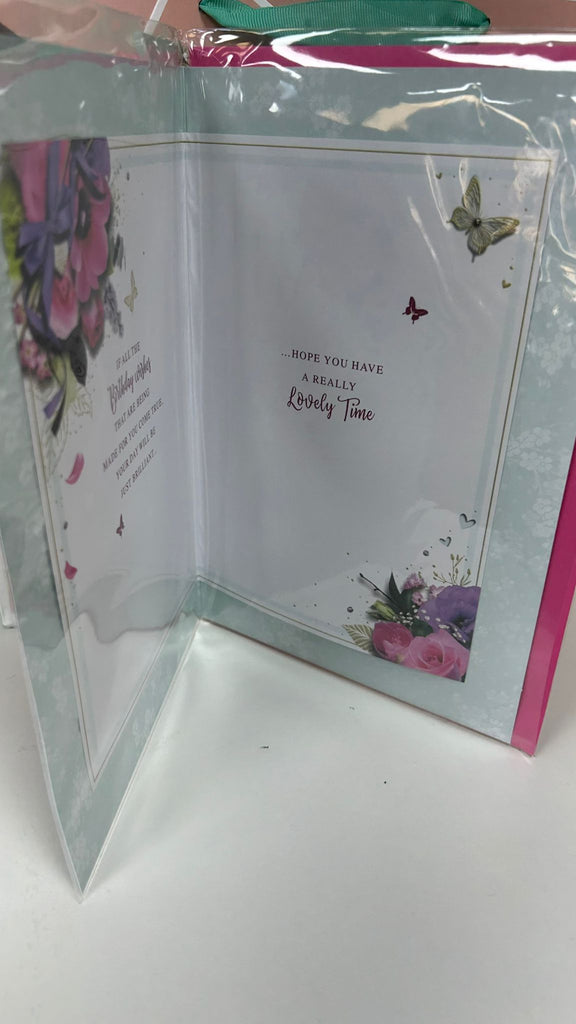 IF ALL THE
Birthday wishes
THAT ARE BEING
MADE FOR YOU COME TRUE,
YOUR DAY WILL BE
JUST BRILLIANT...
...HOPE YOU HAVE
A REALLY
Lovely Time